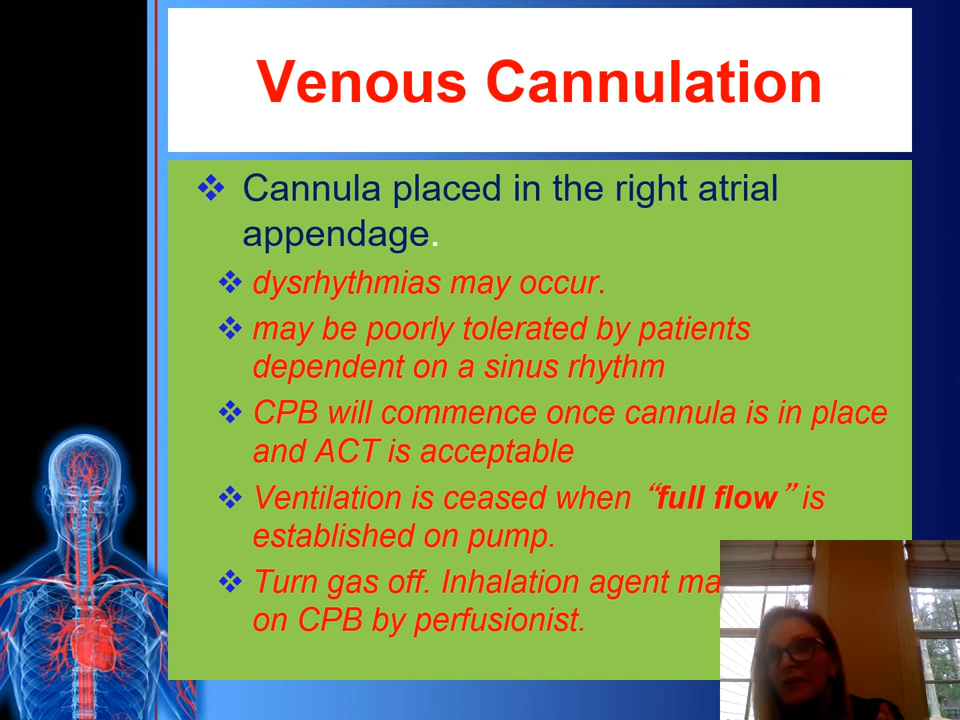 Venous Cannulation
❖ Cannula placed in the right atrial
appendage.
❖ dysrhythmias may occur.
❖ may be poorly tolerated by patients
dependent on a sinus rhythm
❖ CPB will commence once cannula is in place
and ACT is acceptable
❖ Ventilation is ceased when “full flow” is
established on pump.
❖ Turn gas off. Inhalation agent
on CPB by perfusionist.